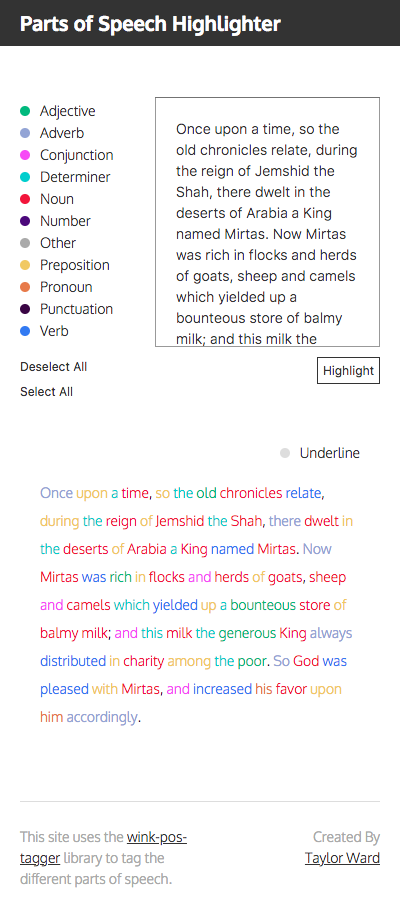 Parts of Speech Highlighter
Adjective
Adverb
Conjunction
Determiner
Noun
Number
Other
Preposition
Pronoun
Punctuation
Verb
Deselect All
Select All
Once upon a time, so the
old chronicles relate, during
the reign of Jemshid the
Shah, there dwelt in the
deserts of Arabia a King
named Mirtas. Now Mirtas
was rich in flocks and herds
of goats, sheep and camels
which yielded up a
bounteous store of balmy
milk; and this milk the
Highlight
Underline
Once upon a time, so the old chronicles relate,
during the reign of Jemshid the Shah, there dwelt in
the deserts of Arabia a King named Mirtas. Now
Mirtas was rich in flocks and herds of goats, sheep
and camels which yielded up a bounteous store of
balmy milk; and this milk the generous King always
distributed in charity among the poor. So God was
pleased with Mirtas, and increased his favor upon
him accordingly.
This site uses the wink-pos-
tagger library to tag the
different parts of speech.
Created By
Taylor Ward